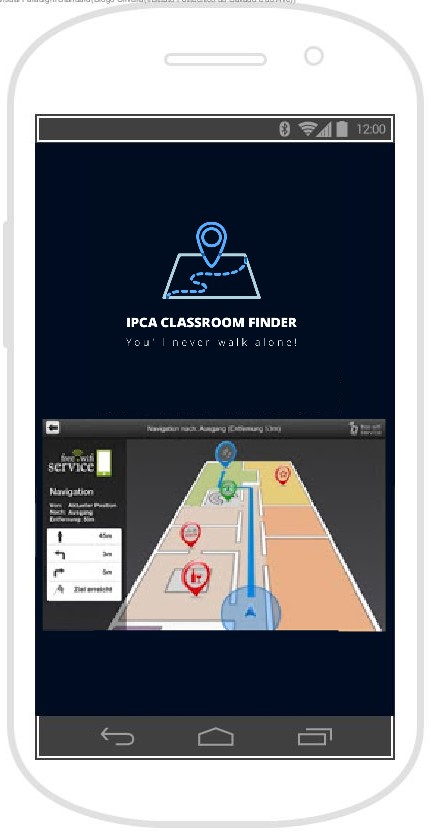 12:00
IPCA CLASSROOM FINDER
You' l never walk alone!
Navigation nach: Ausgang (Entfernung 53m)
free wifi
service
free wifi
service
Navigation
Von: Aktueller Position
Nach: Ausgang
Entfernung: 53m
45m
3m
5m
Ziel erreicht